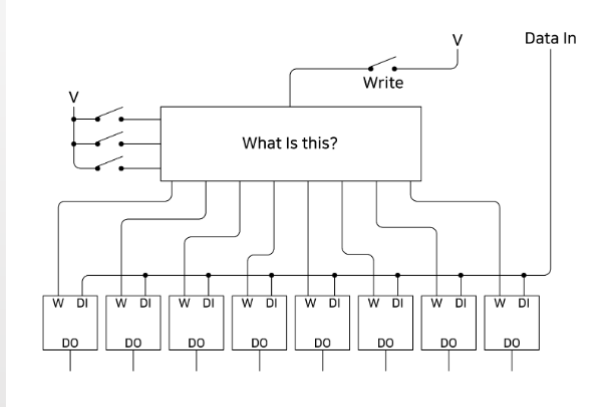 V
Data In
Write
V
What Is this?
W DI W DI W DI W DI W DI W DI W DI W DI
DO DO DO DO DO DO DO DO